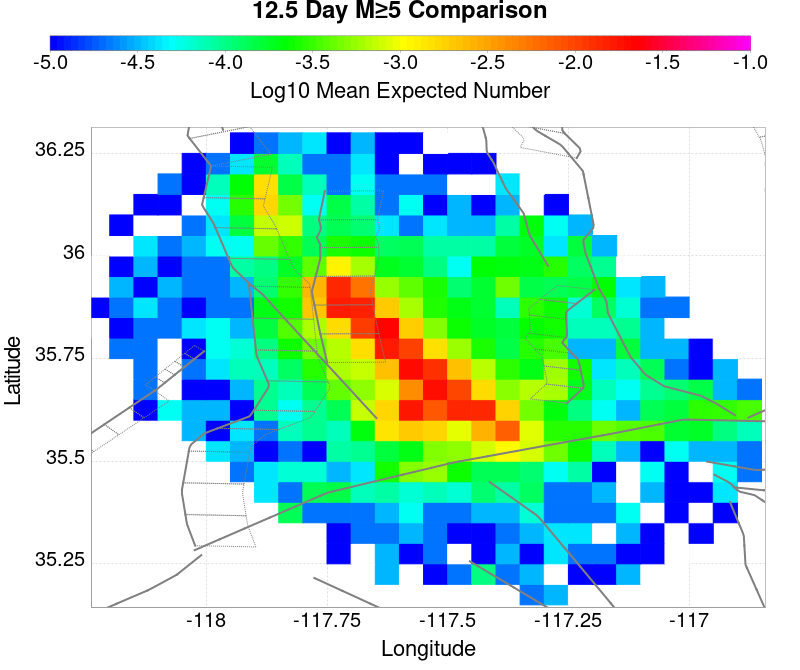 12.5 Day M≥5 Comparison
-5.0 -4.5 -4.0 -3.5 -3.0 -2.5 -2.0 -1.5 -1.0
Log10 Mean Expected Number
36.25
36
35.75
35.5
35.25
Latitude
-118 -117.75 -117.5 -117.25 -117
Longitude